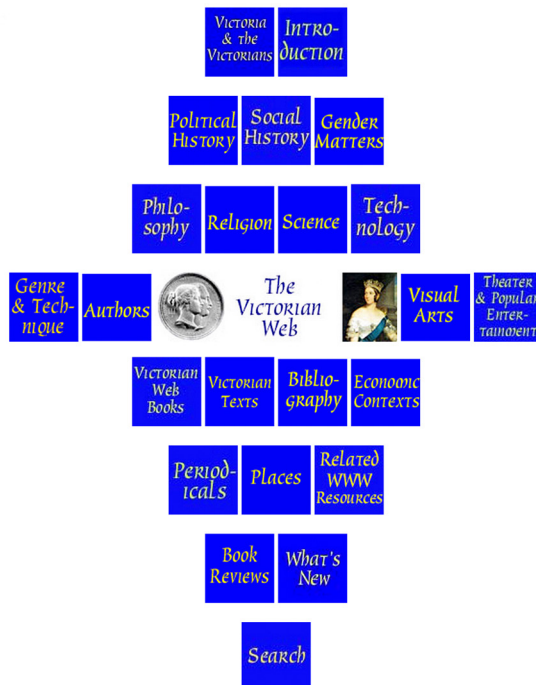 Victoria
& the
Victorians
Intro-
duction
Political
History
Social
History
Gender
Matters
Philo-
sophy
Religion
Science
Tech-
nology
Genre
& Tech-
nique
Authors
The
Victorian
Web
Visual
Arts
Theater
& Popular
Enter-
tainment
Victorian
Web
Books
Victorian
Texts
Biblio-
graphy
Economic
Contexts
Period-
icals
Places
Related
WWW
Resources
Book
Reviews
What's
New
Search